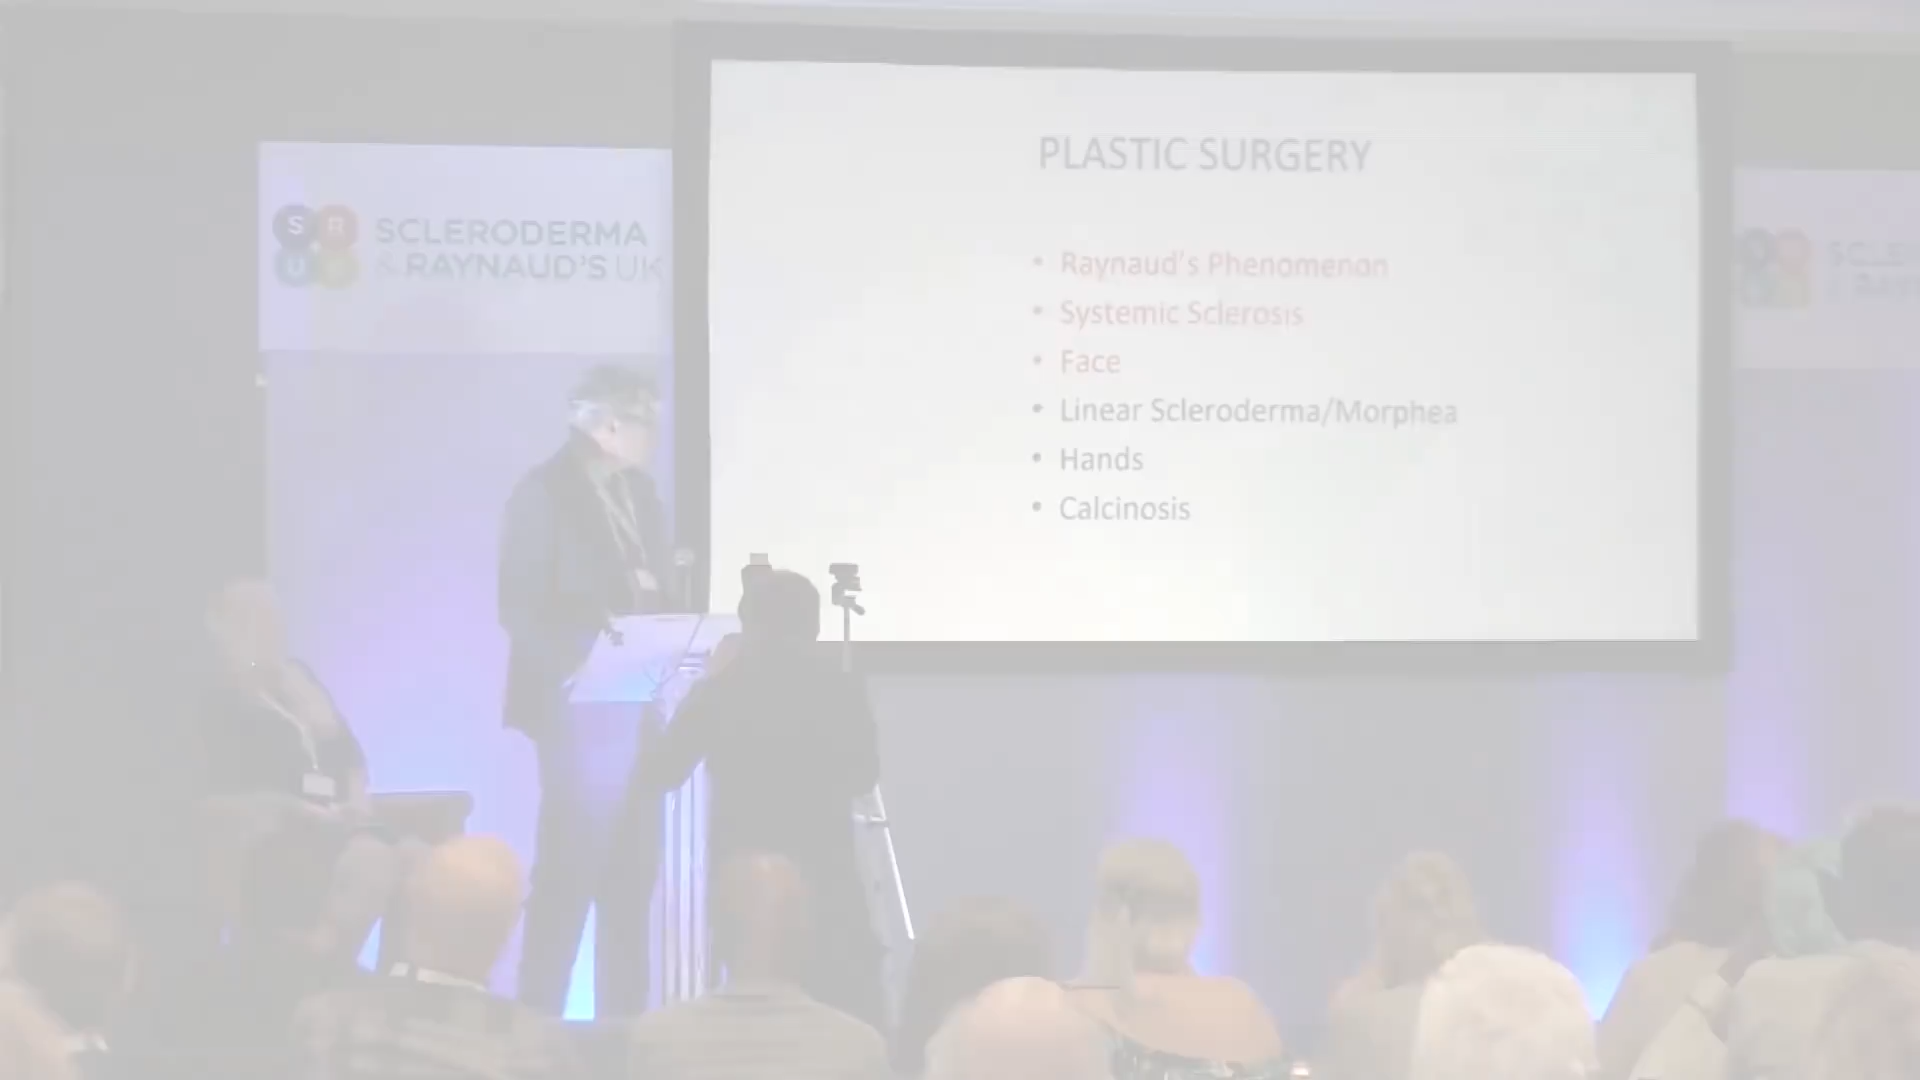 PLASTIC SURGERY
S R
U K
SCLERODERMA
& RAYNAUD'S UK
• Raynaud's Phenomenon
• Systemic Sclerosis
• Face
• Linear Scleroderma/Morphea
• Hands
• Calcinosis